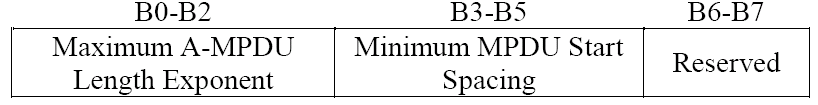 B0-B2 B3-B5 B6-B7
Maximum A-MPDU Minimum MPDU Start Reserved
Length Exponent Spacing